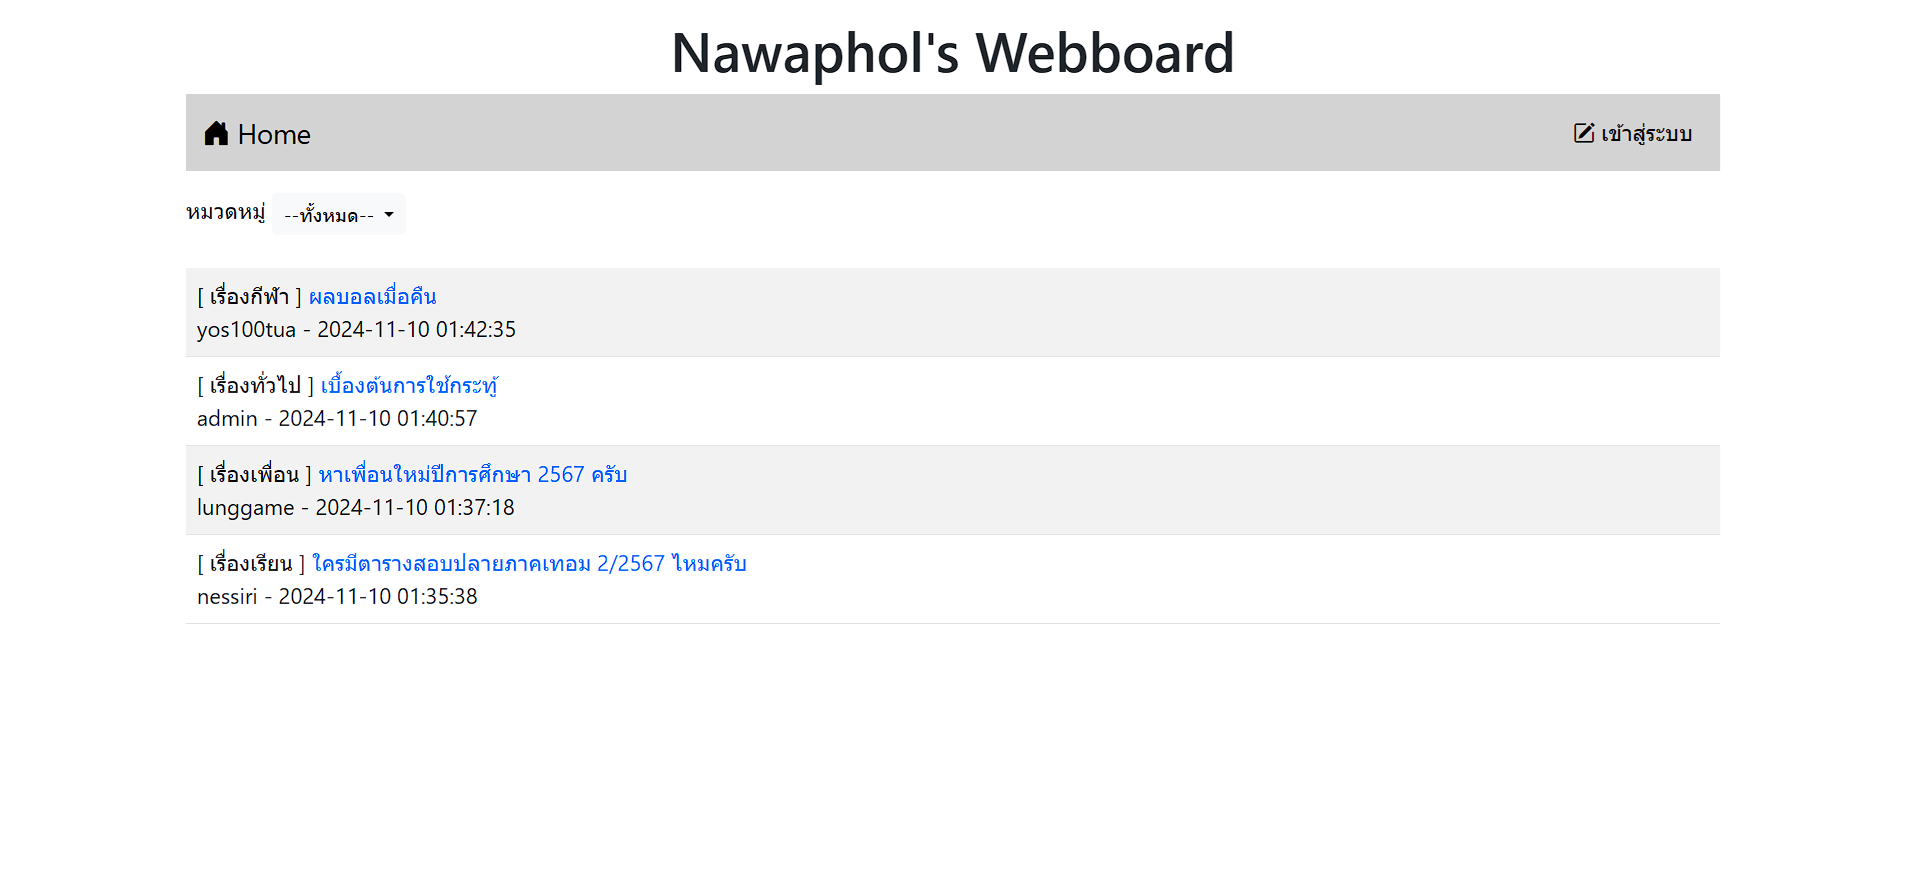 Nawaphol's Webboard
Home
เข้าสู่ระบบ
หมวดหมู่ --ทั้งหมด--
[ เรื่องกีฬา ] ผลบอลเมื่อคืน
yos100tua - 2024-11-10 01:42:35
[ เรื่องทั่วไป ] เบื้องต้นการใช้กระทู้
admin - 2024-11-10 01:40:57
[ เรื่องเพื่อน ] หาเพื่อนใหม่ปีการศึกษา 2567 ครับ
lunggame - 2024-11-10 01:37:18
[ เรื่องเรียน ] ใครมีตารางสอบปลายภาคเทอม 2/2567 ไหมครับ
nessiri - 2024-11-10 01:35:38